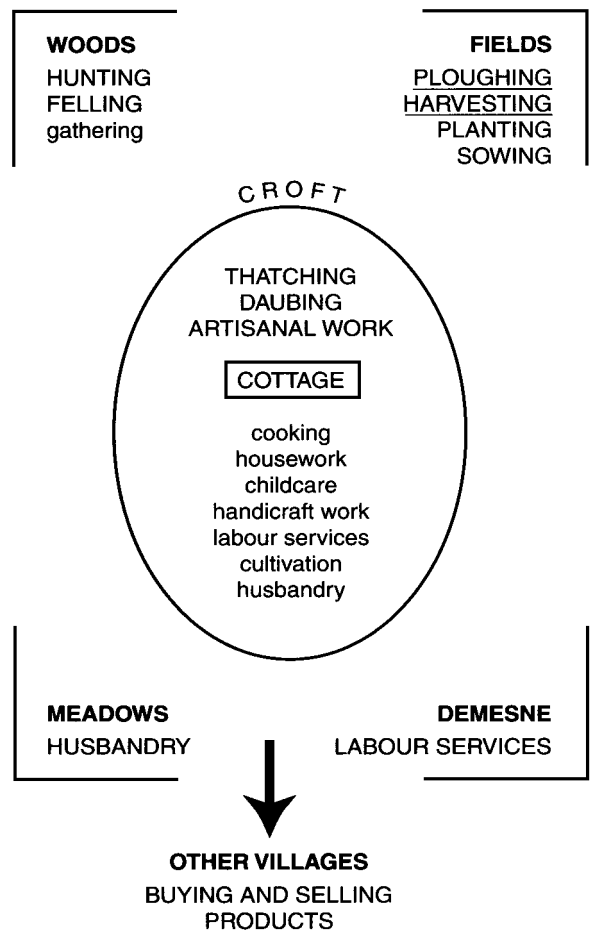 WOODS
HUNTING
FELLING
gathering
FIELDS
PLOUGHING
HARVESTING
PLANTING
SOWING
CROFT
THATCHING
DAUBING
ARTISANAL WORK
COTTAGE
cooking
housework
childcare
handicraft work
labour services
cultivation
husbandry
MEADOWS
HUSBANDRY
DEMESNE
LABOUR SERVICES
OTHER VILLAGES
BUYING AND SELLING
PRODUCTS